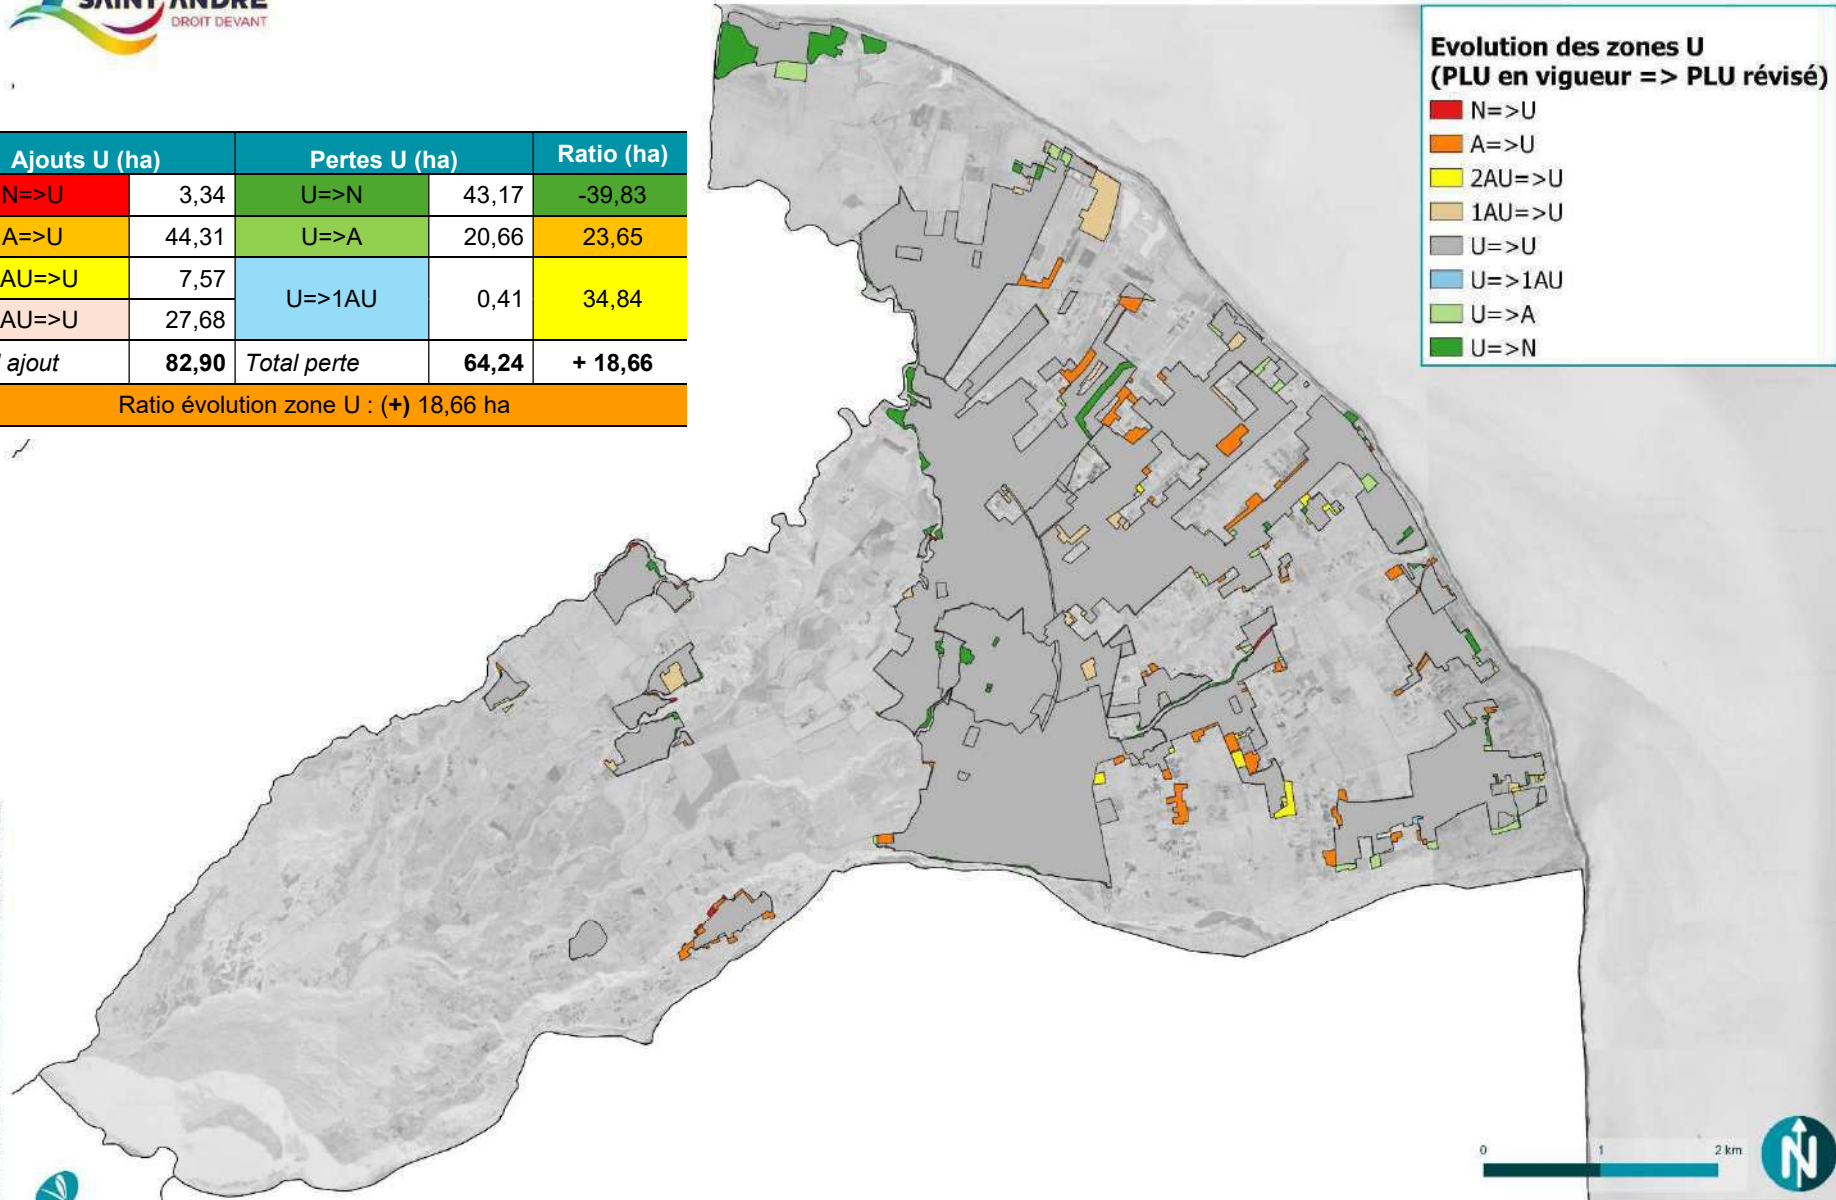 SAINT-ANDRÉ
DROIT DEVANT
Ajouts U (ha) Pertes U (ha) Ratio (ha)
N=>U 3,34 U=>N 43,17 -39,83
A=>U 44,31 U=>A 20,66 23,65
AU=>U 7,57 U=>1AU 0,41 34,84
AU=>U 27,68
ajout 82,90 Total perte 64,24 + 18,66
Ratio évolution zone U : (+) 18,66 ha
Evolution des zones U
(PLU en vigueur => PLU révisé)
N=>U
A=>U
2AU=>U
1AU=>U
U=>U
U=>1AU
U=>A
U=>N
0 1 2 km
N